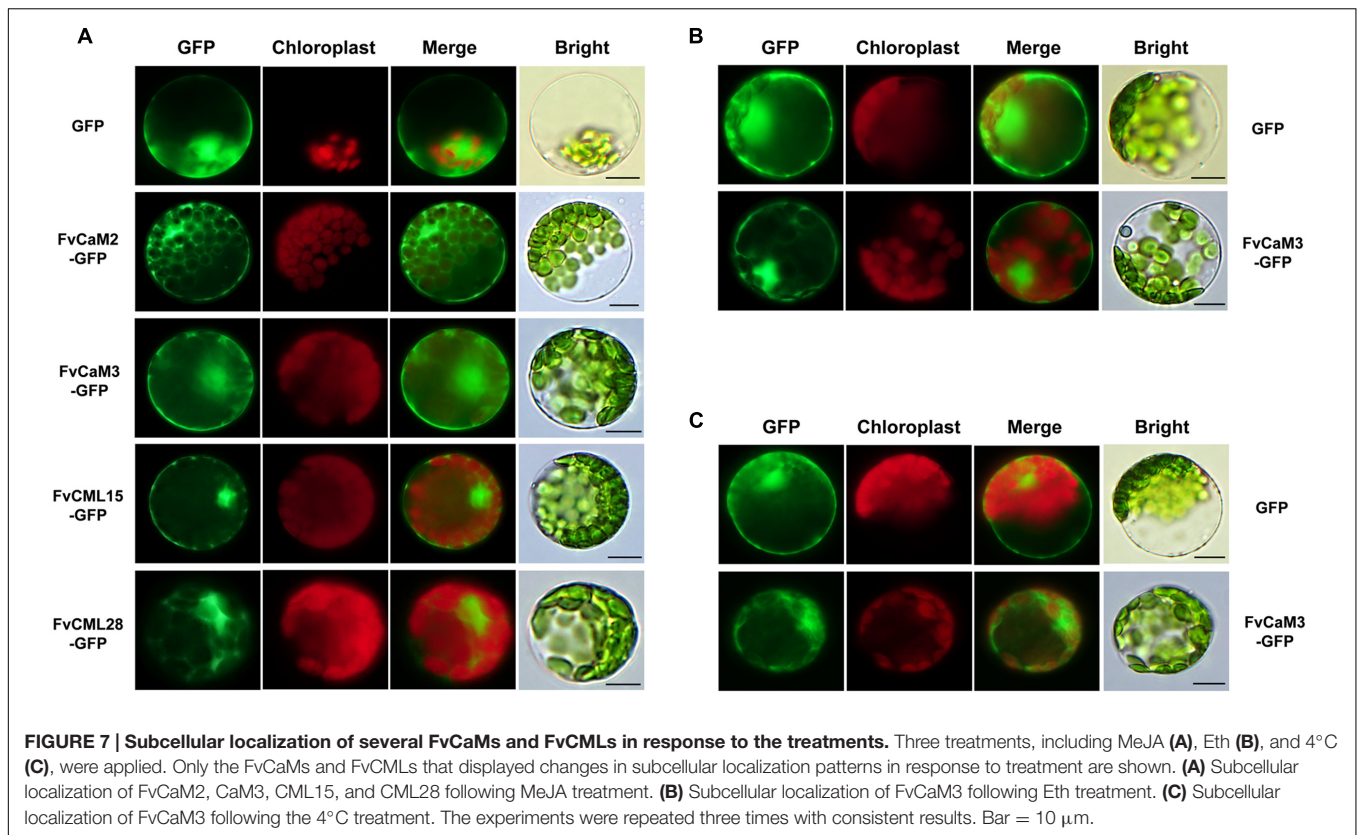 A
GFP Chloroplast Merge Bright
GFP
FvCaM2
-GFP
FvCaM3
-GFP
FvCML15
-GFP
FvCML28
-GFP
B
GFP Chloroplast Merge Bright
GFP
FvCaM3
-GFP
C
GFP Chloroplast Merge Bright
GFP
FvCaM3
-GFP
FIGURE 7 | Subcellular localization of several FvCaMs and FvCMLs in response to the treatments. Three treatments, including MeJA (A), Eth (B), and 4°C
(C), were applied. Only the FvCaMs and FvCMLs that displayed changes in subcellular localization patterns in response to treatment are shown. (A) Subcellular
localization of FvCaM2, CaM3, CML15, and CML28 following MeJA treatment. (B) Subcellular localization of FvCaM3 following Eth treatment. (C) Subcellular
localization of FvCaM3 following the 4°C treatment. The experiments were repeated three times with consistent results. Bar = 10 μm.